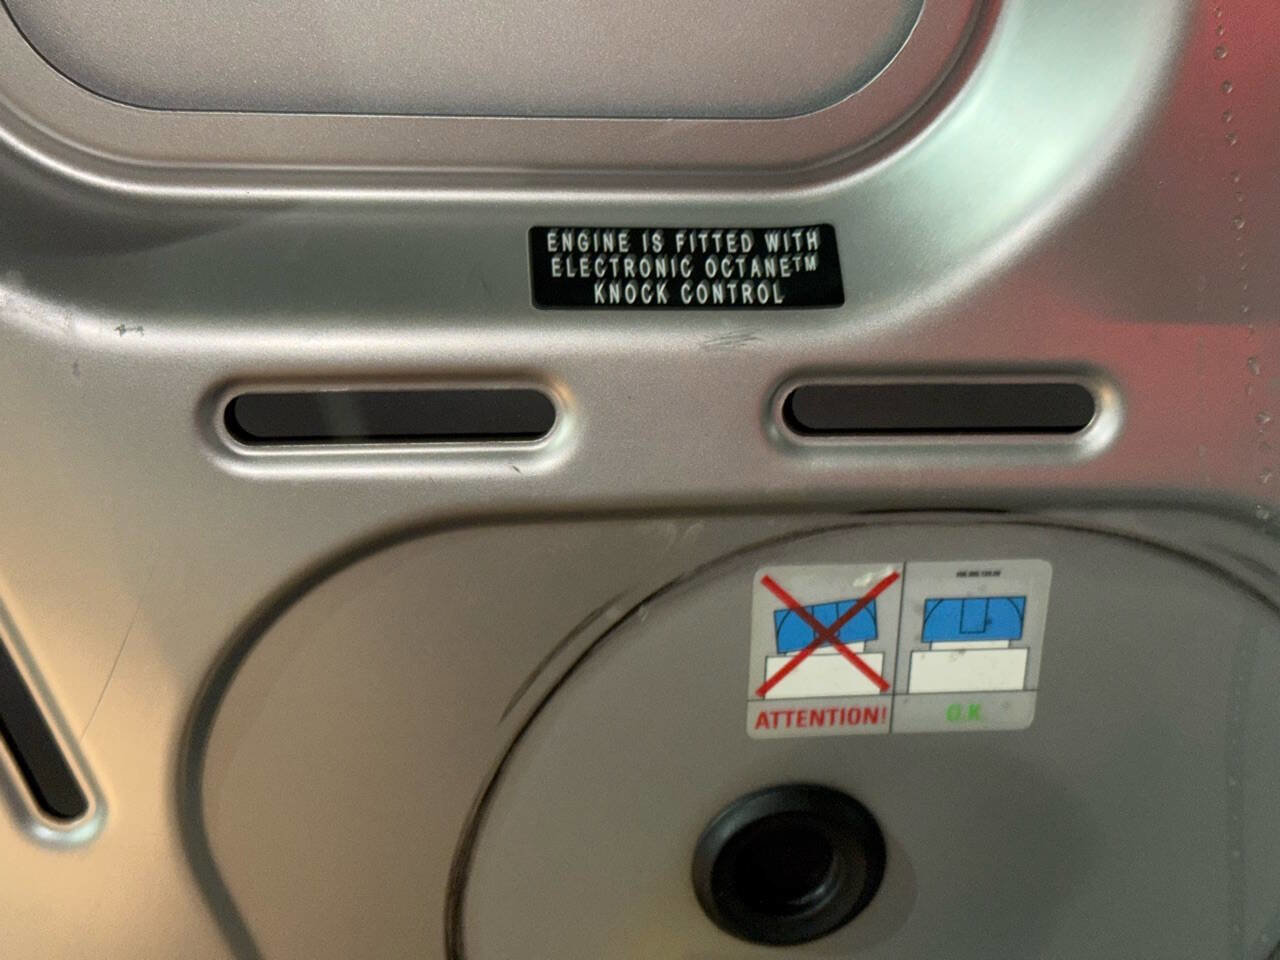 ENGINE IS FITTED WITH
ELECTRONIC OCTANE™
KNOCK CONTROL
ATTENTION!
O.K